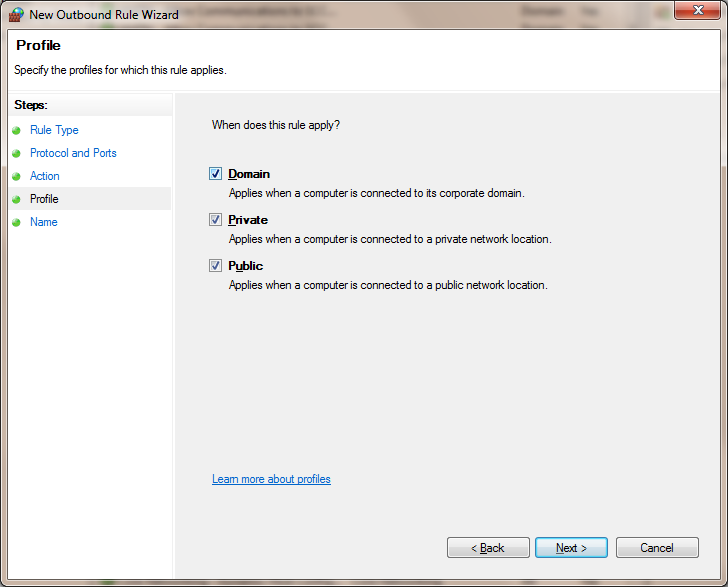 New Outbound Rule Wizard
Profile
Specify the profiles for which this rule applies.
Steps:
Rule Type
Protocol and Ports
Action
Profile
Name
When does this rule apply?
Domain
Applies when a computer is connected to its corporate domain.
Private
Applies when a computer is connected to a private network location.
Public
Applies when a computer is connected to a public network location.
Learn more about profiles
< Back
Next >
Cancel